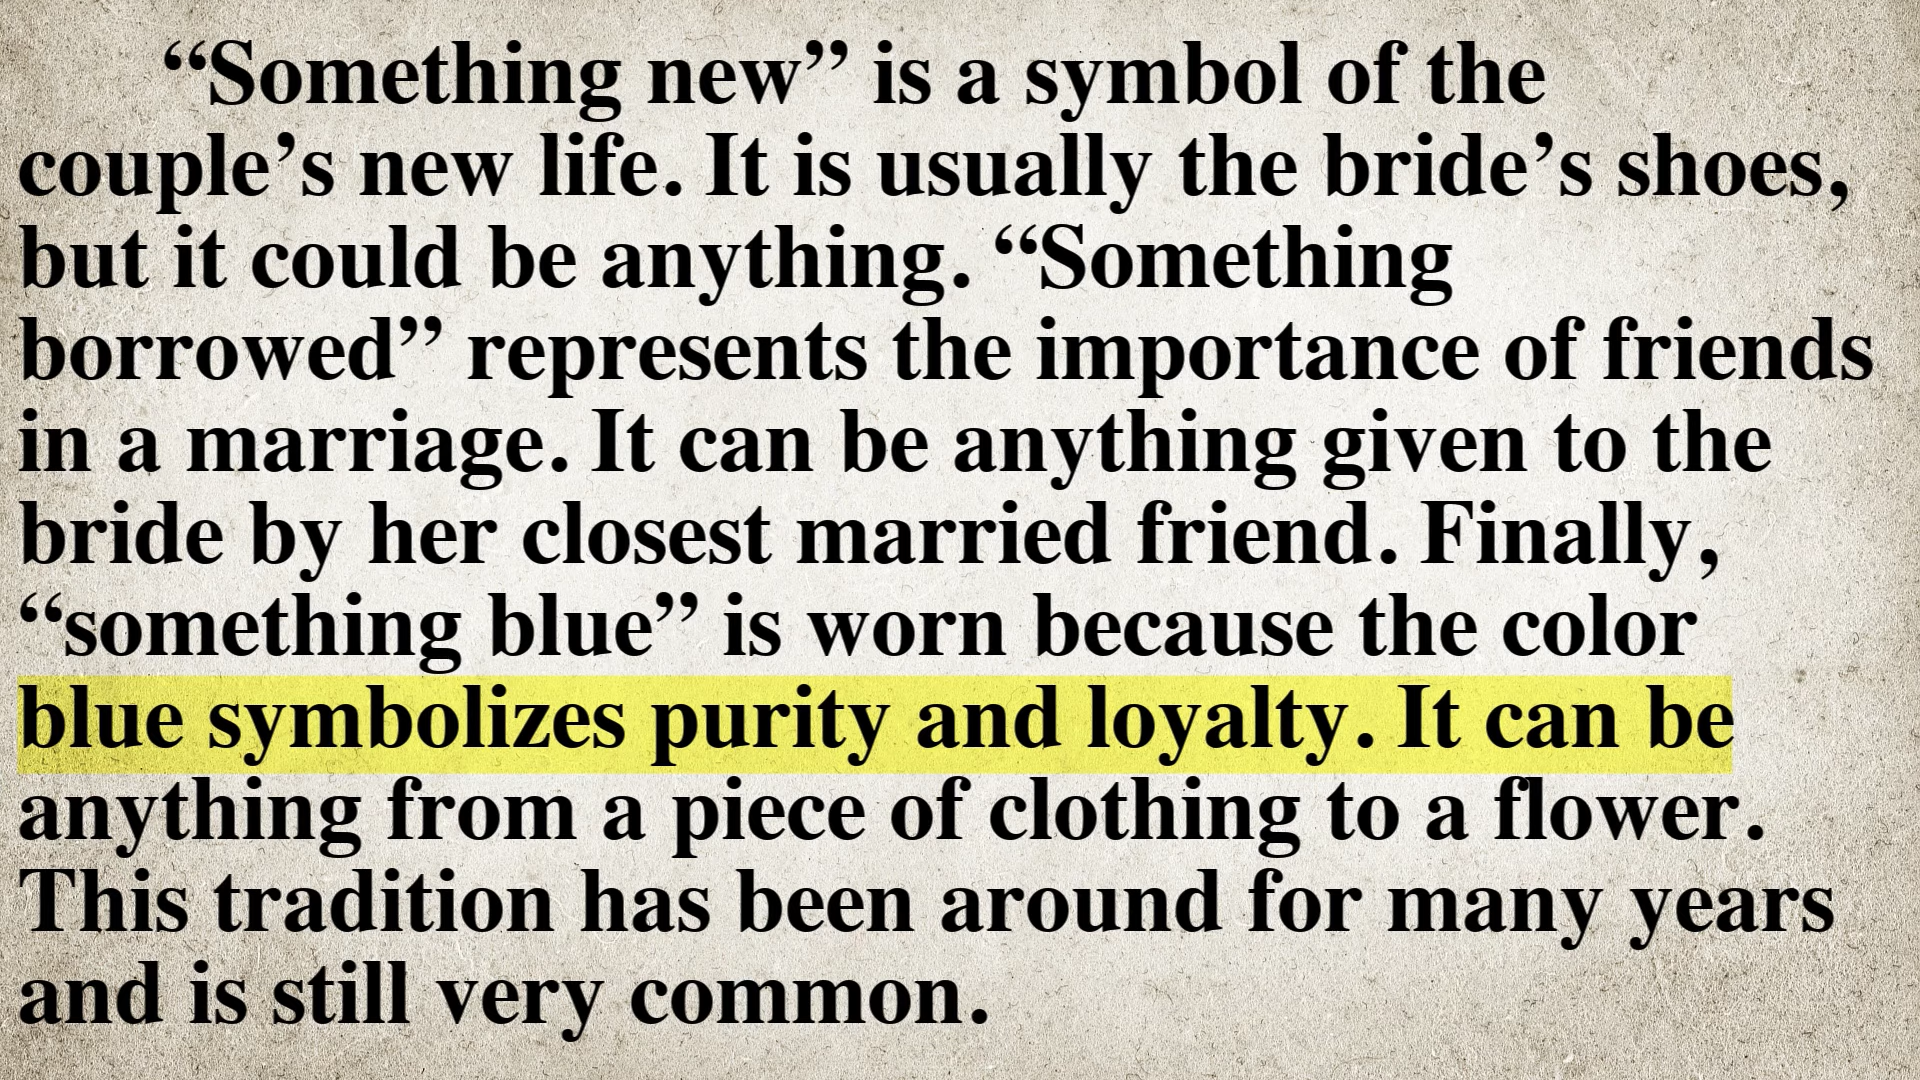 “Something new” is a symbol of the
couple’s new life. It is usually the bride’s shoes,
but it could be anything. “Something
borrowed” represents the importance of friends
in a marriage. It can be anything given to the
bride by her closest married friend. Finally,
“something blue” is worn because the color
blue symbolizes purity and loyalty. It can be
anything from a piece of clothing to a flower.
This tradition has been around for many years
and is still very common.